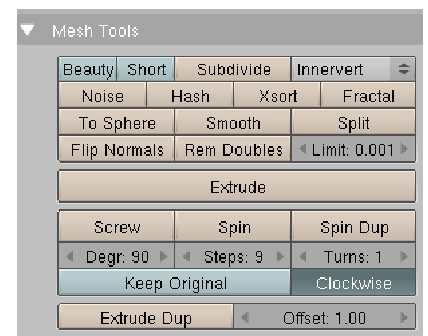 Mesh Tools
Beauty Short Subdivide Innervert
Noise Hash Xsort Fractal
To Sphere Smooth Split
Flip Normals Rem Doubles Limit: 0.001
Extrude
Screw Spin Spin Dup
Degr: 90 Steps: 9 Turns: 1
Keep Original Clockwise
Extrude Dup Offset: 1.00